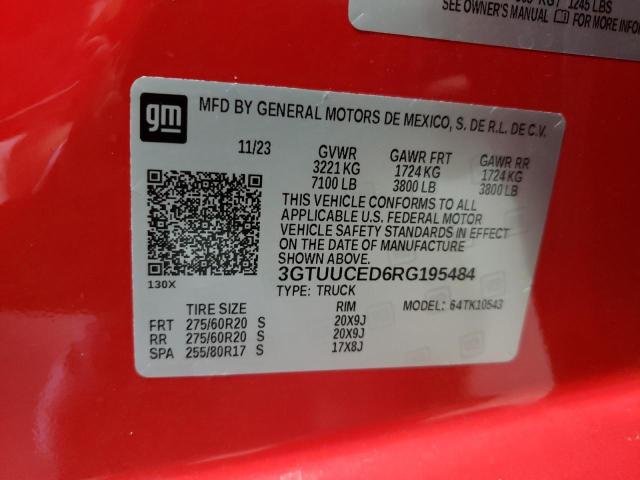 KG / 1245 LBS
SEE OWNER'S MANUAL FOR MORE INFO
gm
MFD BY GENERAL MOTORS DE MEXICO, S. DE R.L. DE C.V.
11/23 GVWR GAWR FRT GAWR RR
3221 KG 1724 KG 1724 KG
7100 LB 3800 LB 3800 LB
THIS VEHICLE CONFORMS TO ALL
APPLICABLE U.S. FEDERAL MOTOR
VEHICLE SAFETY STANDARDS IN EFFECT
ON THE DATE OF MANUFACTURE
SHOWN ABOVE.
130X
3GTUUCED6RG195484
TYPE: TRUCK MODEL: 64TK10543
TIRE SIZE RIM
FRT 275/60R20 S 20X9J
RR 275/60R20 S 20X9J
SPA 255/80R17 S 17X8J